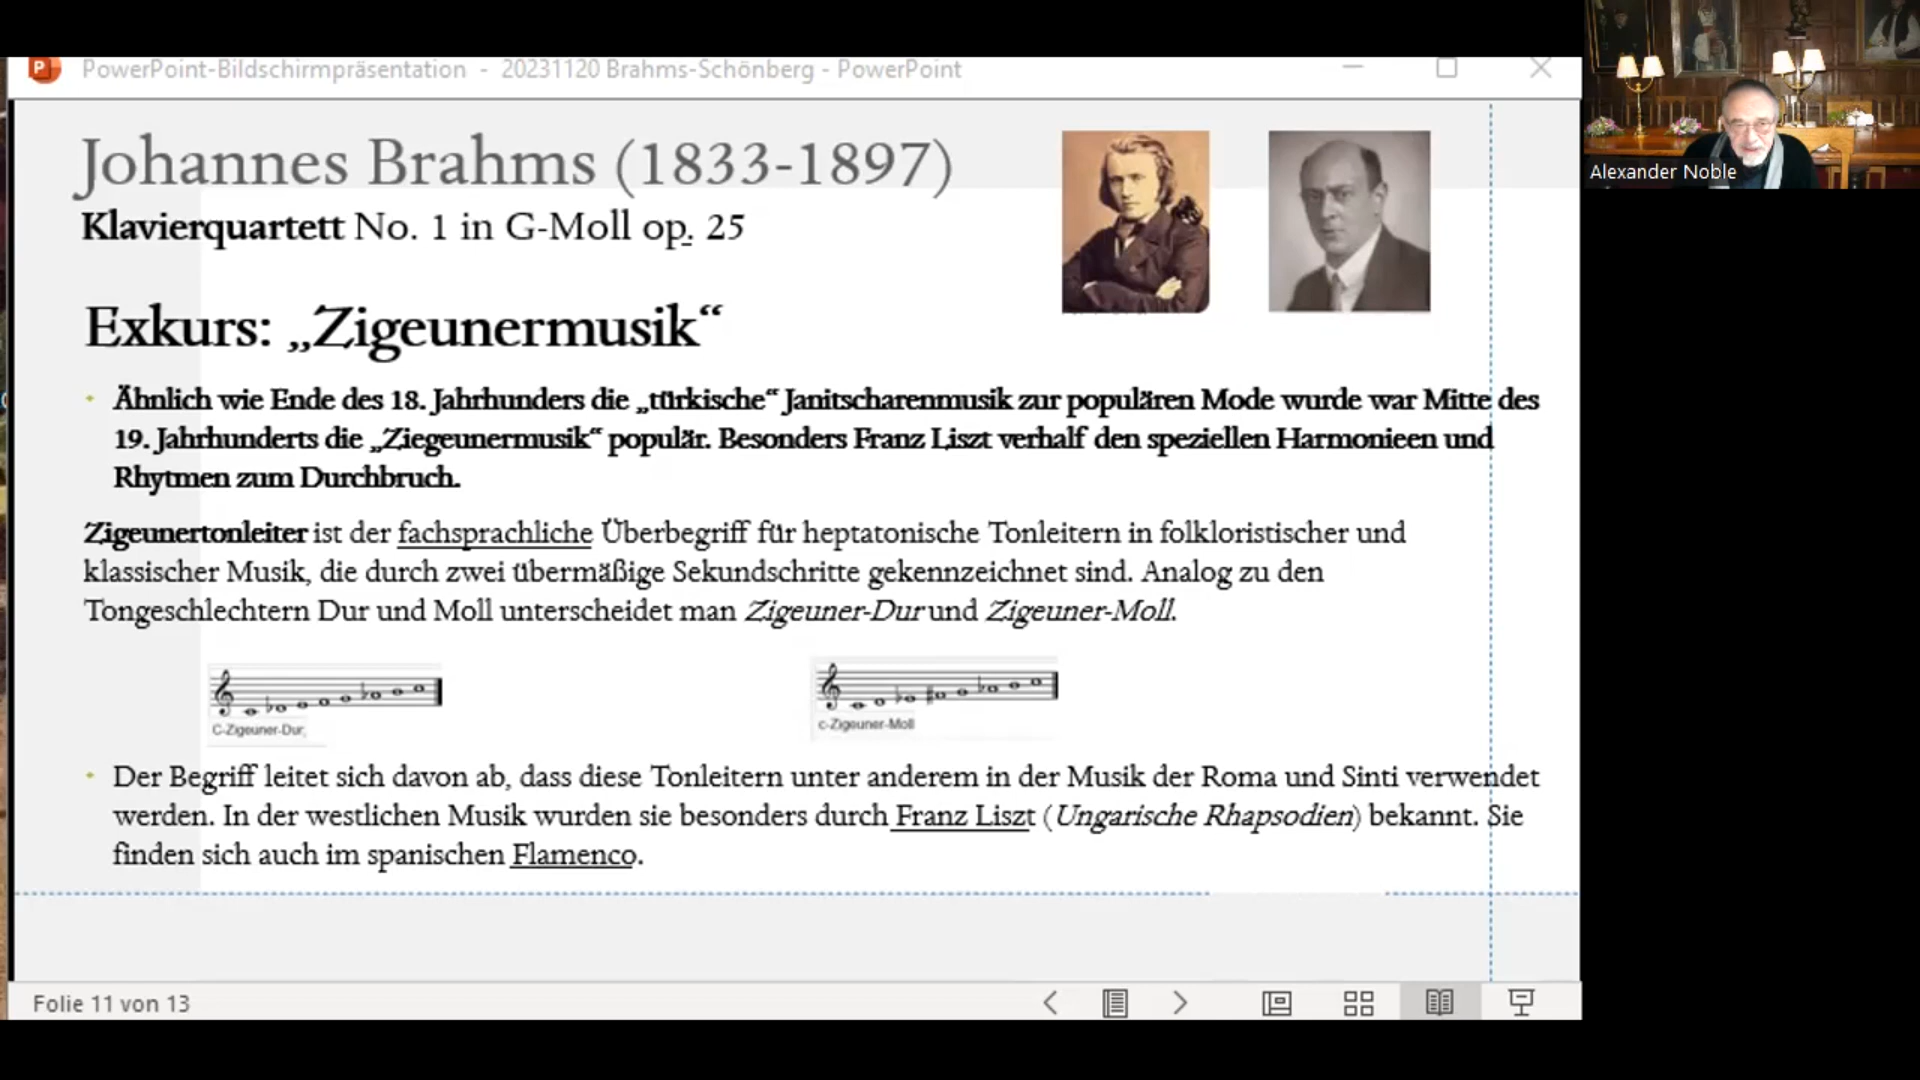 PowerPoint-Bildschirmpräsentation - 20231120 Brahms-Schönberg - PowerPoint
Alexander Noble
Johannes Brahms (1833-1897)
Klavierquartett No. 1 in G-Moll op. 25
Exkurs: „Zigeunermusik“
Ähnlich wie Ende des 18. Jahrhunders die „türkische“ Janitscharenmusik zur populären Mode wurde war Mitte des
19. Jahrhunderts die „Ziegeunermusik“ populär. Besonders Franz Liszt verhalf den speziellen Harmonieen und
Rhytmen zum Durchbruch.
Zigeunertonleiter ist der fachsprachliche Überbegriff für heptatonische Tonleitern in folkloristischer und
klassischer Musik, die durch zwei übermäßige Sekundschritte gekennzeichnet sind. Analog zu den
Tongeschlechtern Dur und Moll unterscheidet man Zigeuner-Dur und Zigeuner-Moll.
C-Zigeuner-Dur;
c-Zigeuner-Moll
Der Begriff leitet sich davon ab, dass diese Tonleitern unter anderem in der Musik der Roma und Sinti verwendet
werden. In der westlichen Musik wurden sie besonders durch Franz Liszt (Ungarische Rhapsodien) bekannt. Sie
finden sich auch im spanischen Flamenco.
Folie 11 von 13